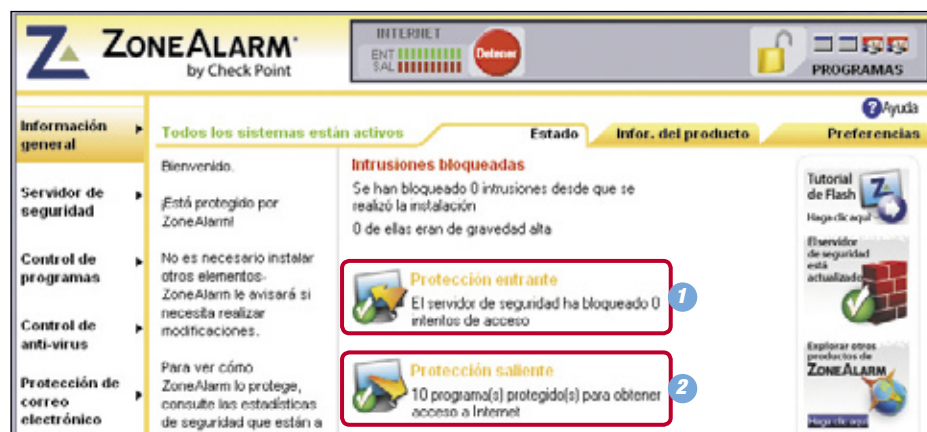 ZONEALARM
by Check Point
INTERNET
ENT
SAL
Detener
PROGRAMAS
Ayuda
Información general
Servidor de seguridad
Control de programas
Control de anti-virus
Protección de correo electrónico
Todos los sistemas están activos
Estado
Infor. del producto
Preferencias
Bienvenido.
¡Está protegido por
ZoneAlarm!
No es necesario instalar
otros elementos-
ZoneAlarm le avisará si
necesita realizar
modificaciones.
Para ver cómo
ZoneAlarm lo protege,
consulte las estadísticas
de seguridad que están a
Intrusiones bloqueadas
Se han bloqueado 0 intrusiones desde que se
realizó la instalación
0 de ellas eran de gravedad alta
Protección entrante
El servidor de seguridad ha bloqueado 0
intentos de acceso
1
Protección saliente
10 programa(s) protegido(s) para obtener
acceso a Internet
2
Tutorial
de Flash
Haga clic aquí
El servidor
de seguridad
está
actualizado
Explorar otros
productos de
ZONEALARM
Haga clic aquí